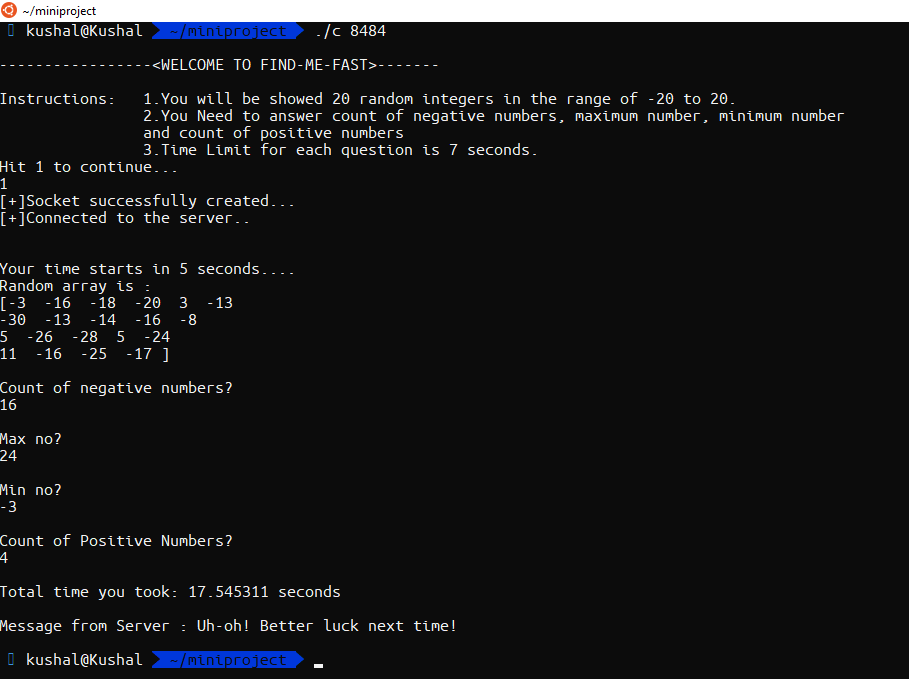 ~/miniproject
kushal@Kushal ~/miniproject ./c 8484
-----------------<WELCOME TO FIND-ME-FAST>-------
Instructions:   1.You will be showed 20 random integers in the range of -20 to 20.
                2.You Need to answer count of negative numbers, maximum number, minimum number
                and count of positive numbers
                3.Time Limit for each question is 7 seconds.
Hit 1 to continue...
1
[+]Socket successfully created...
[+]Connected to the server..
Your time starts in 5 seconds....
Random array is :
[-3  -16  -18  -20  3  -13
-30  -13  -14  -16  -8
5  -26  -28  5  -24
11  -16  -25  -17 ]
Count of negative numbers?
16
Max no?
24
Min no?
-3
Count of Positive Numbers?
4
Total time you took: 17.545311 seconds
Message from Server : Uh-oh! Better luck next time!
kushal@Kushal ~/miniproject